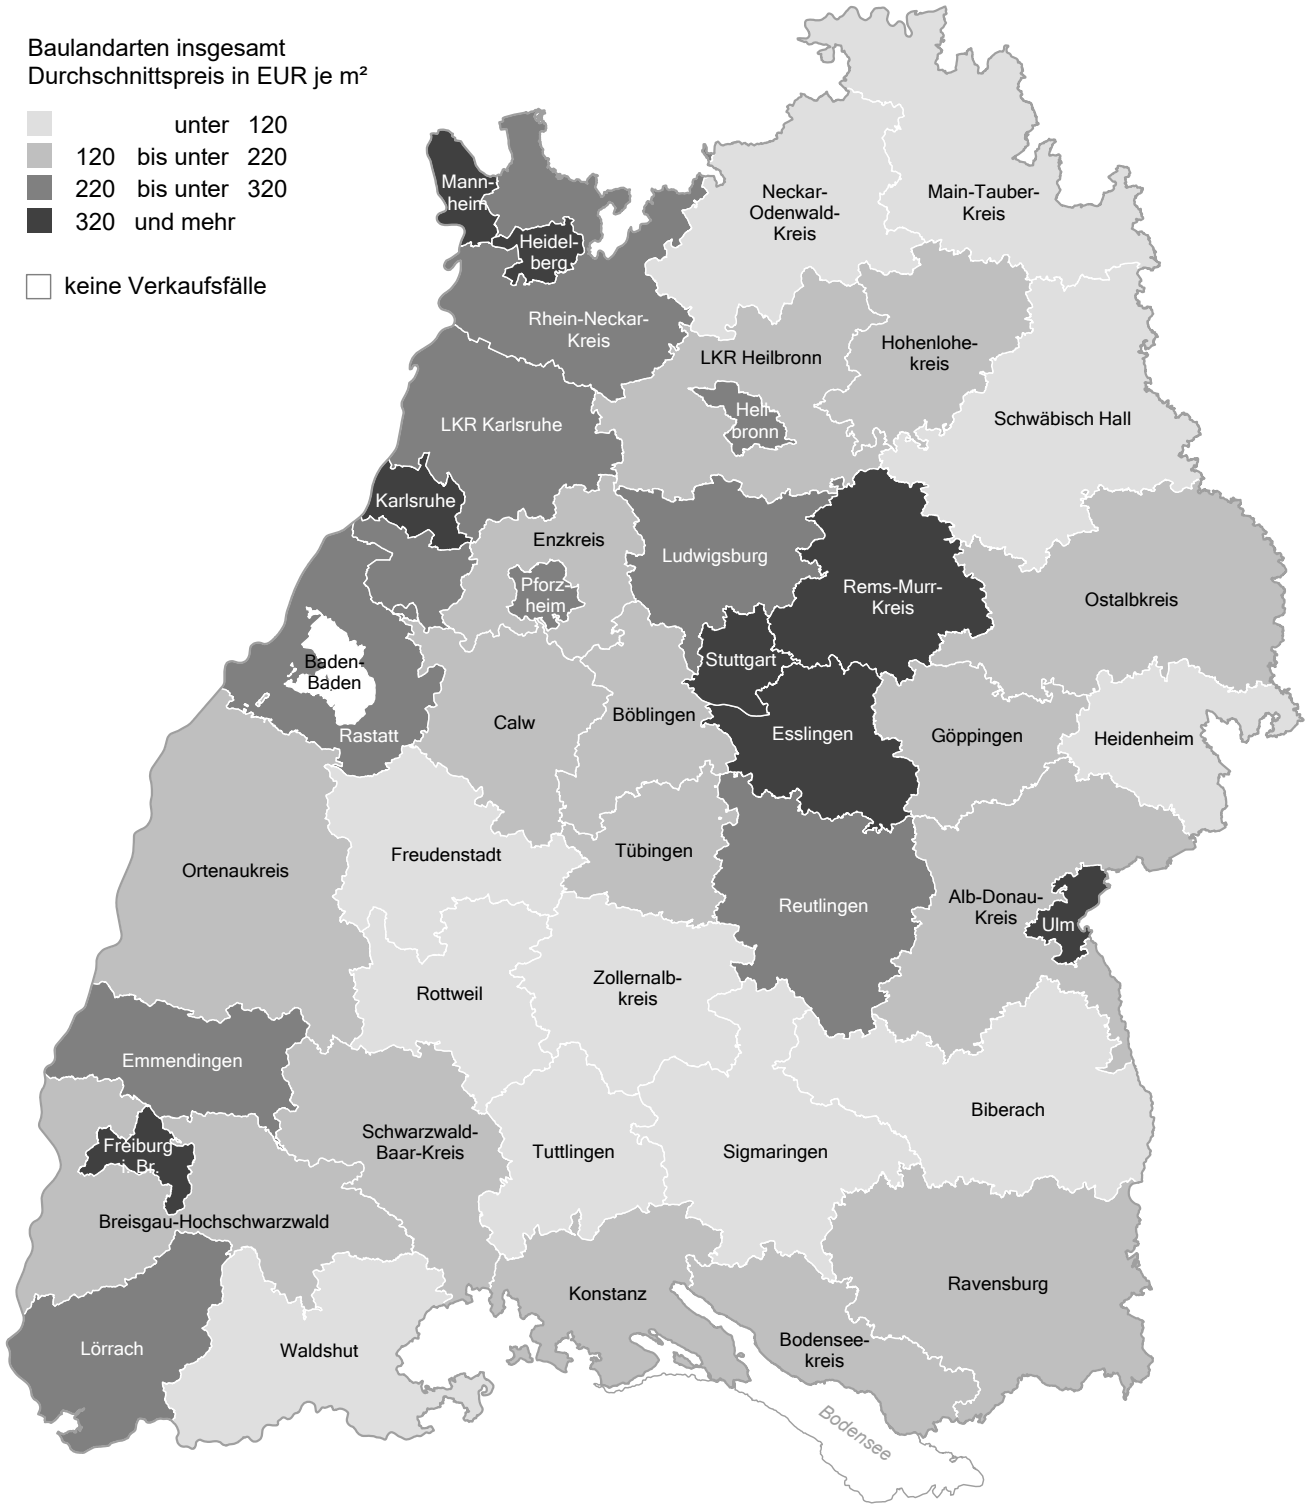 Baulandarten insgesamt
Durchschnittspreis in EUR je m²
unter 120
120 bis unter 220
220 bis unter 320
320 und mehr
keine Verkaufsfälle
Mann-
heim
Heidel-
berg
Neckar-
Odenwald-
Kreis
Main-Tauber-
Kreis
Rhein-Neckar-
Kreis
LKR Heilbronn
Hohenlohe-
kreis
Heil-
bronn
Schwäbisch Hall
LKR Karlsruhe
Karlsruhe
Enzkreis
Ludwigsburg
Pforz-
heim
Rems-Murr-
Kreis
Ostalbkreis
Baden-
Baden
Stuttgart
Rastatt
Calw
Böblingen
Esslingen
Göppingen
Heidenheim
Ortenaukreis
Freudenstadt
Tübingen
Reutlingen
Alb-Donau-
Kreis
Ulm
Rottweil
Zollernalb-
kreis
Emmendingen
Biberach
Freiburg
i. Br.
Schwarzwald-
Baar-Kreis
Tuttlingen
Sigmaringen
Breisgau-Hochschwarzwald
Konstanz
Ravensburg
Lörrach
Waldshut
Bodensee-
kreis
Bodensee